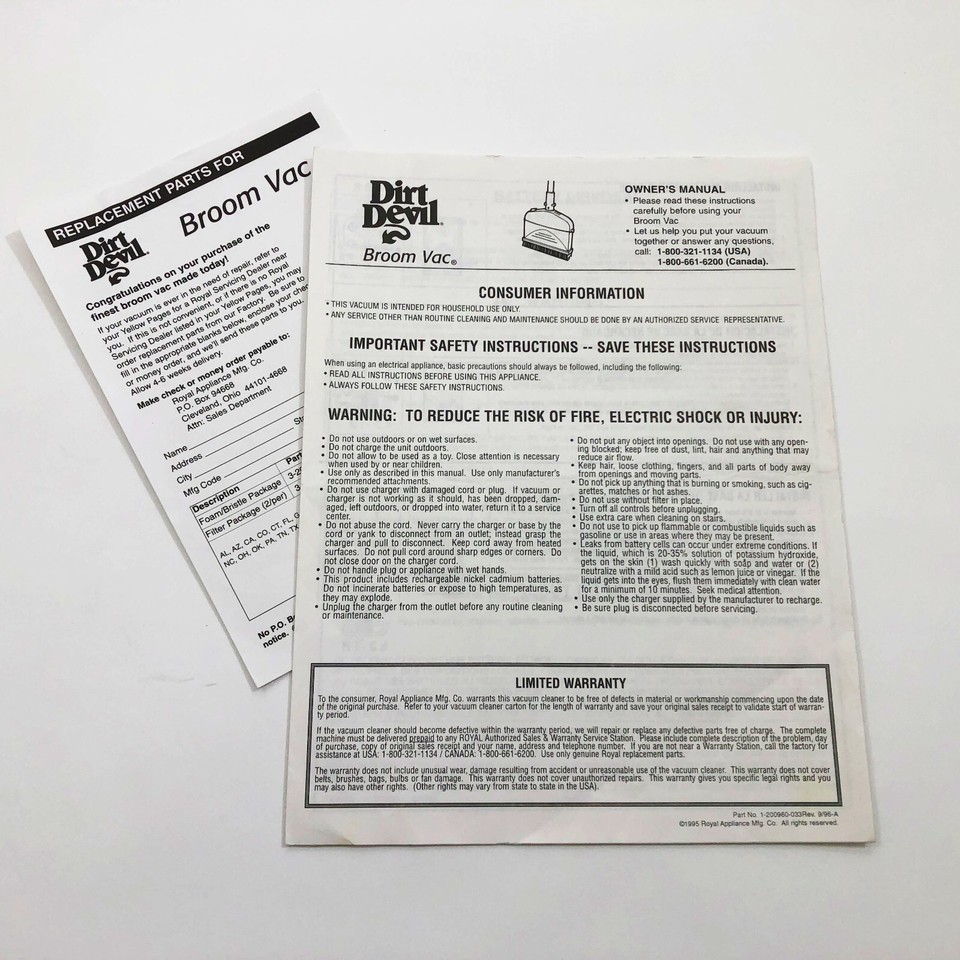 REPLACEMENT PARTS FOR
Dirt
Devil
Broom Vac
Congratulations on your purchase of the
finest broom vac made today!
If your vacuum is ever in the need of repair, refer to
your Yellow Pages for a Royal Servicing Dealer near
you. If this is not convenient, or if there is no Royal
Servicing Dealer listed in your Yellow Pages, you may
order replacement parts from our Factory. Be sure to
fill in the appropriate blanks below, enclose your
or money order, and we'll send these parts to you.
Allow 4-6 weeks delivery.
Make check or money order payable to:
Royal Appliance Mfg. Co.
P.O. Box 94668
Cleveland, Ohio 44101-4668
Attn: Sales Department
Name
Address
City
Mfg Code
Description
Foam/Bristle Package
Filter Package (2/per)
AL, AZ, CA, CO, CT, FL,
NC, OH, OK, PA, TN,
No P.O.
notice.
Dirt
Devil®
Broom Vac®
OWNER'S MANUAL
• Please read these instructions
carefully before using your
Broom Vac
• Let us help you put your vacuum
together or answer any questions,
call: 1-800-321-1134 (USA)
1-800-661-6200 (Canada).
CONSUMER INFORMATION
• THIS VACUUM IS INTENDED FOR HOUSEHOLD USE ONLY.
• ANY SERVICE OTHER THAN ROUTINE CLEANING AND MAINTENANCE SHOULD BE DONE BY AN AUTHORIZED SERVICE REPRESENTATIVE.
IMPORTANT SAFETY INSTRUCTIONS -- SAVE THESE INSTRUCTIONS
When using an electrical appliance, basic precautions should always be followed, including the following:
• READ ALL INSTRUCTIONS BEFORE USING THIS APPLIANCE.
• ALWAYS FOLLOW THESE SAFETY INSTRUCTIONS.
WARNING: TO REDUCE THE RISK OF FIRE, ELECTRIC SHOCK OR INJURY:
• Do not use outdoors or on wet surfaces.
• Do not charge the unit outdoors.
• Do not allow to be used as a toy. Close attention is necessary
when used by or near children.
• Use only as described in this manual. Use only manufacturer's
recommended attachments.
• Do not use charger with damaged cord or plug. If vacuum or
charger is not working as it should, has been dropped, dam-
aged, left outdoors, or dropped into water, return it to a service
center.
• Do not abuse the cord. Never carry the charger or base by the
cord or yank to disconnect from an outlet; instead grasp the
charger and pull to disconnect. Keep cord away from heated
surfaces. Do not pull cord around sharp edges or corners. Do
not close door on the charger cord.
• Do not handle plug or appliance with wet hands.
• This product includes rechargeable nickel cadmium batteries.
Do not incinerate batteries or expose to high temperatures, as
they may explode.
• Unplug the charger from the outlet before any routine cleaning
or maintenance.
• Do not put any object into openings. Do not use with any open-
ing blocked; keep free of dust, lint, hair and anything that may
reduce air flow.
• Keep hair, loose clothing, fingers, and all parts of body away
from openings and moving parts.
• Do not pick up anything that is burning or smoking, such as cig-
arettes, matches or hot ashes.
• Do not use without filter in place.
• Turn off all controls before unplugging.
• Use extra care when cleaning on stairs.
• Do not use to pick up flammable or combustible liquids such as
gasoline or use in areas where they may be present.
• Leaks from battery cells can occur under extreme conditions. If
the liquid, which is 20-35% solution of potassium hydroxide,
gets on the skin (1) wash quickly with soap and water or (2)
neutralize with a mild acid such as lemon juice or vinegar. If the
liquid gets into the eyes, flush them immediately with clean water
for a minimum of 10 minutes. Seek medical attention.
• Use only the charger supplied by the manufacturer to recharge.
• Be sure plug is disconnected before servicing.
LIMITED WARRANTY
To the consumer, Royal Appliance Mfg. Co. warrants this vacuum cleaner to be free of defects in material or workmanship commencing upon the date
of the original purchase. Refer to your vacuum cleaner carton for the length of warranty and save your original sales receipt to validate start of warran-
ty period.
If the vacuum cleaner should become defective within the warranty period, we will repair or replace any defective parts free of charge. The complete
machine must be delivered prepaid to any ROYAL Authorized Sales & Warranty Service Station. Please include complete description of the problem, day
of purchase, copy of original sales receipt and your name, address and telephone number. If you are not near a Warranty Station, call the factory for
assistance at USA: 1-800-321-1134 / CANADA: 1-800-661-6200. Use only genuine Royal replacement parts.
The warranty does not include unusual wear, damage resulting from accident or unreasonable use of the vacuum cleaner. This warranty does not cover
belts, brushes, bags, bulbs or fan damage. This warranty does not cover unauthorized repairs. This warranty gives you specific legal rights and you
may also have other rights. (Other rights may vary from state to state in the USA).
Part No. 1-200960-033Rev. 9/96-A
©1995 Royal Appliance Mfg. Co. All rights reserved.